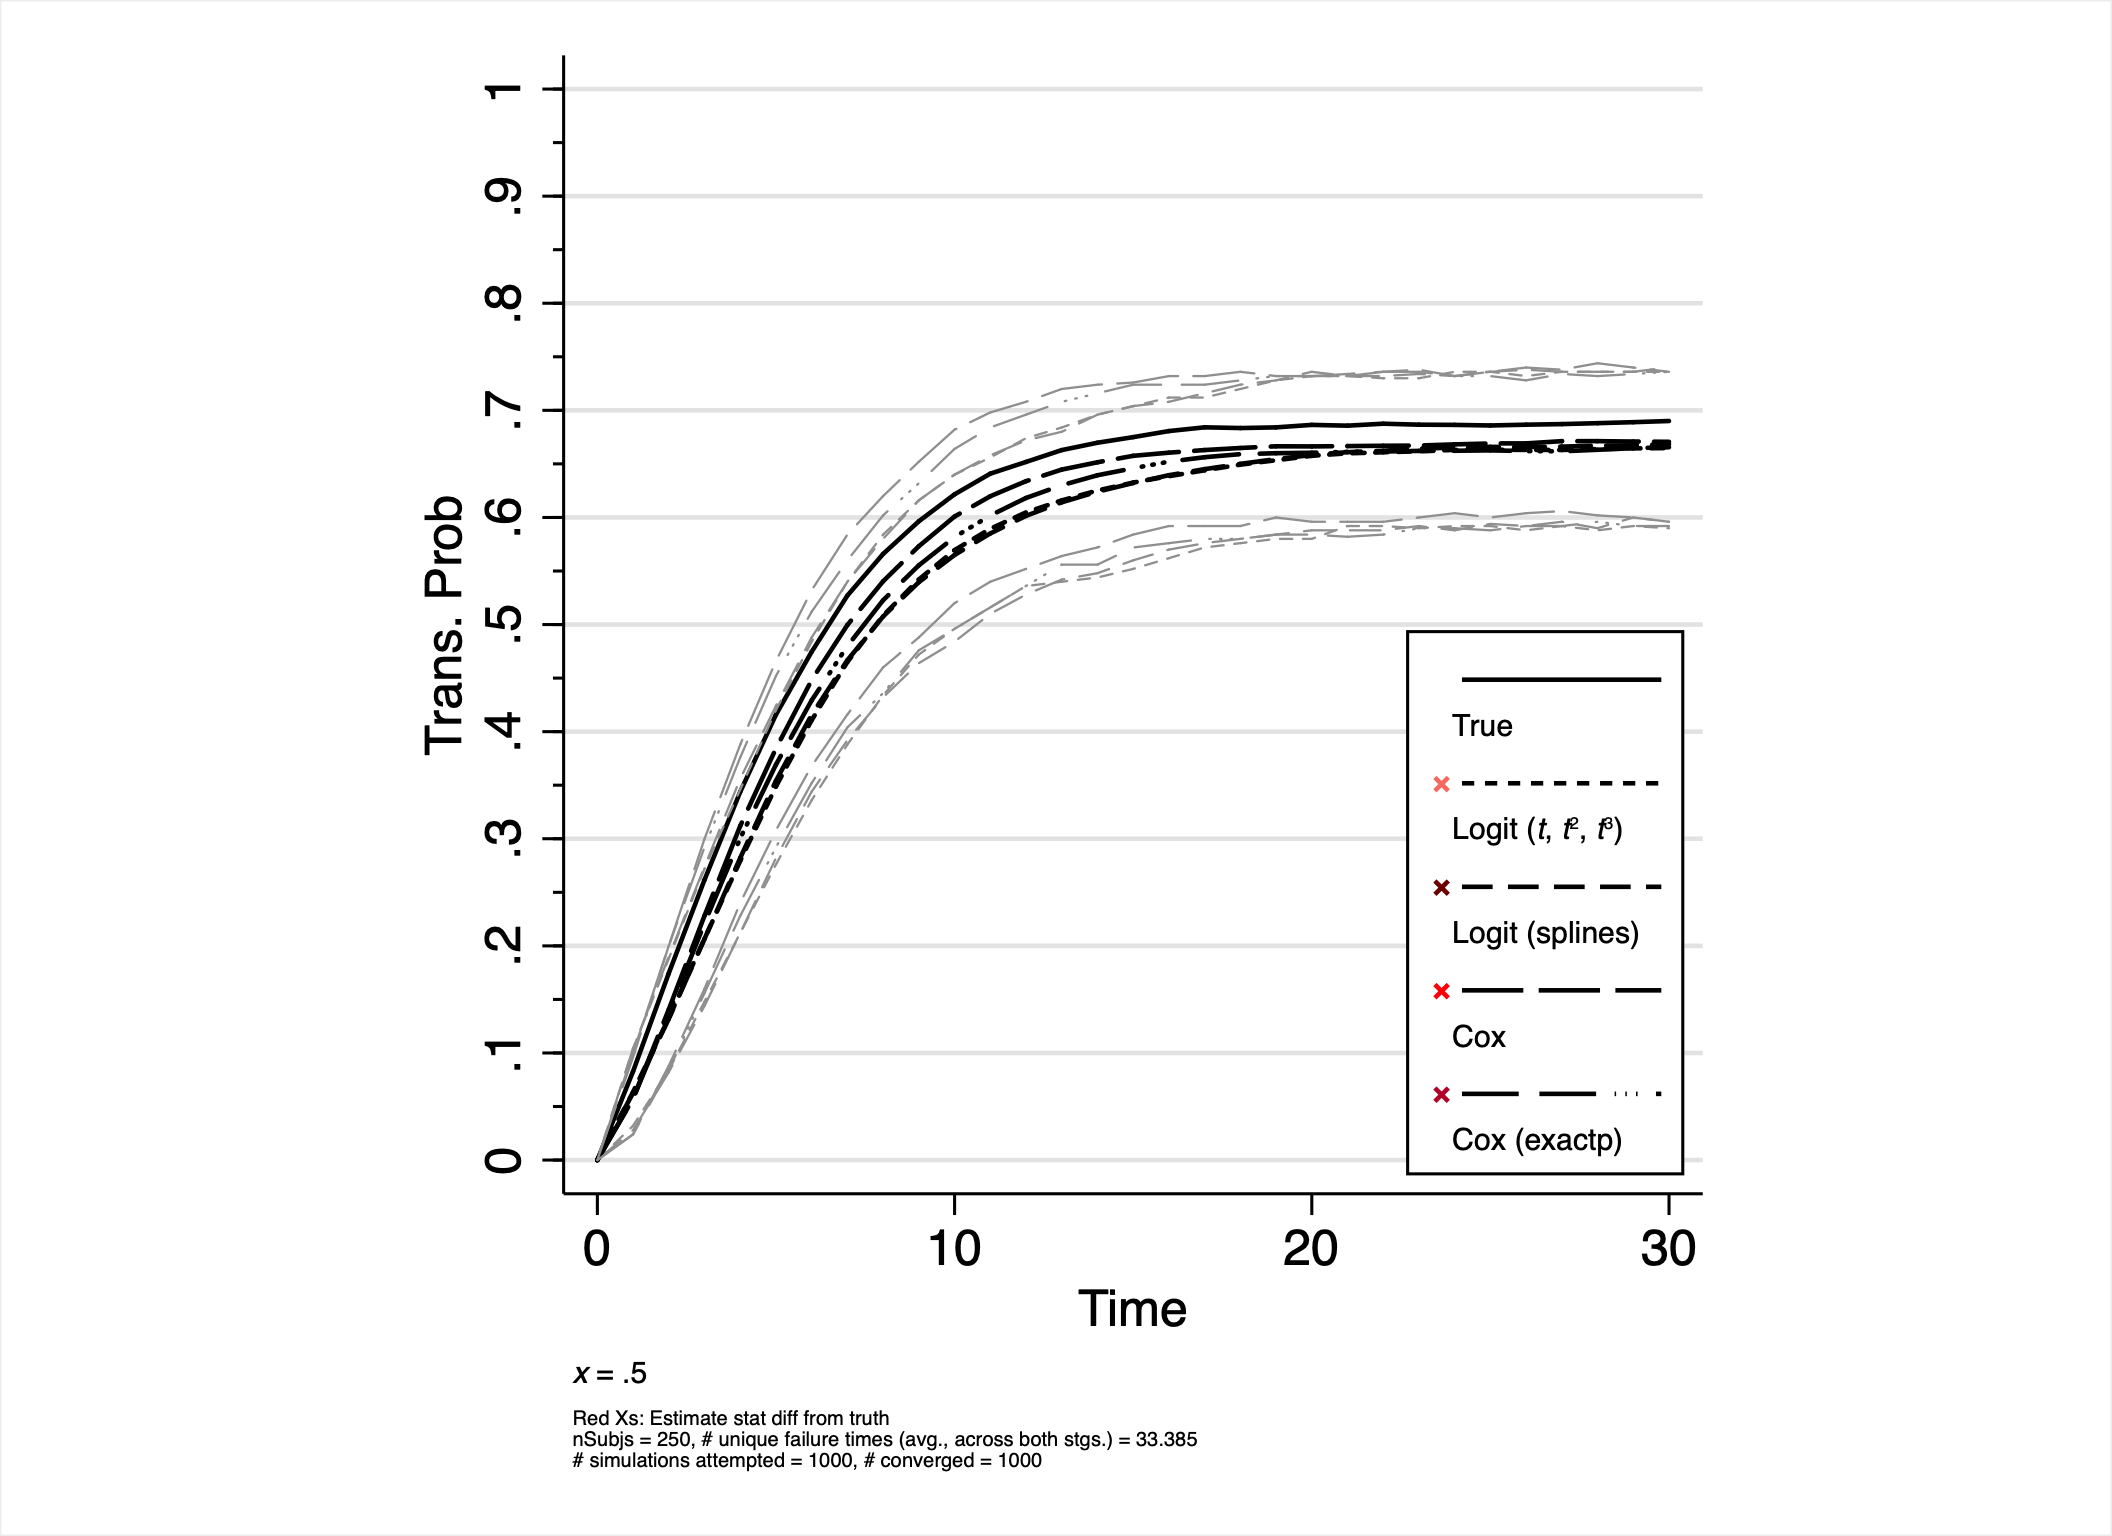 1
.9
.8
.7
.6
.5
.4
.3
.2
.1
0
Trans. Prob
True
Logit (t, t², t³)
Logit (splines)
Cox
Cox (exactp)
0 10 20 30
Time
x = .5
Red Xs: Estimate stat diff from truth
nSubjs = 250, # unique failure times (avg., across both stgs.) = 33.385
# simulations attempted = 1000, # converged = 1000